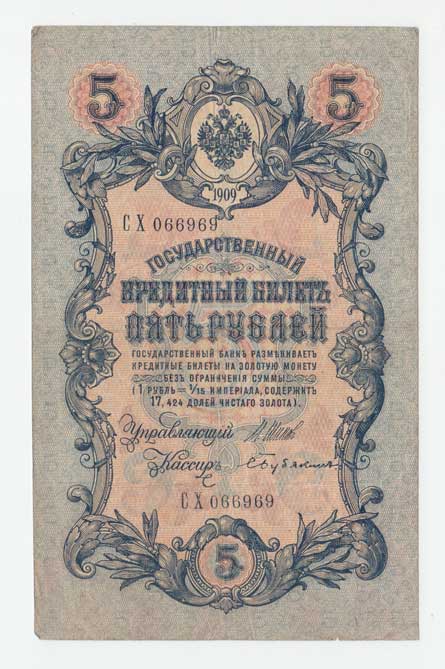 5 5
1909
СХ 066969
ГОСУДАРСТВЕННЫЙ
КРЕДИТНЫЙ БИЛЕТЪ
ПЯТЬ РУБЛЕЙ
ГОСУДАРСТВЕННЫЙ БАНКЪ РАЗМѢНИВАЕТЪ
КРЕДИТНЫЕ БИЛЕТЫ НА ЗОЛОТУЮ МОНЕТУ
БЕЗЪ ОГРАНИЧЕНІЯ СУММЫ
(1 РУБЛЬ = 1/15 ИМПЕРІАЛА, СОДЕРЖИТЪ
17,424 ДОЛЕЙ ЧИСТАГО ЗОЛОТА).
Управляющій
Кассиръ
СХ 066969
5